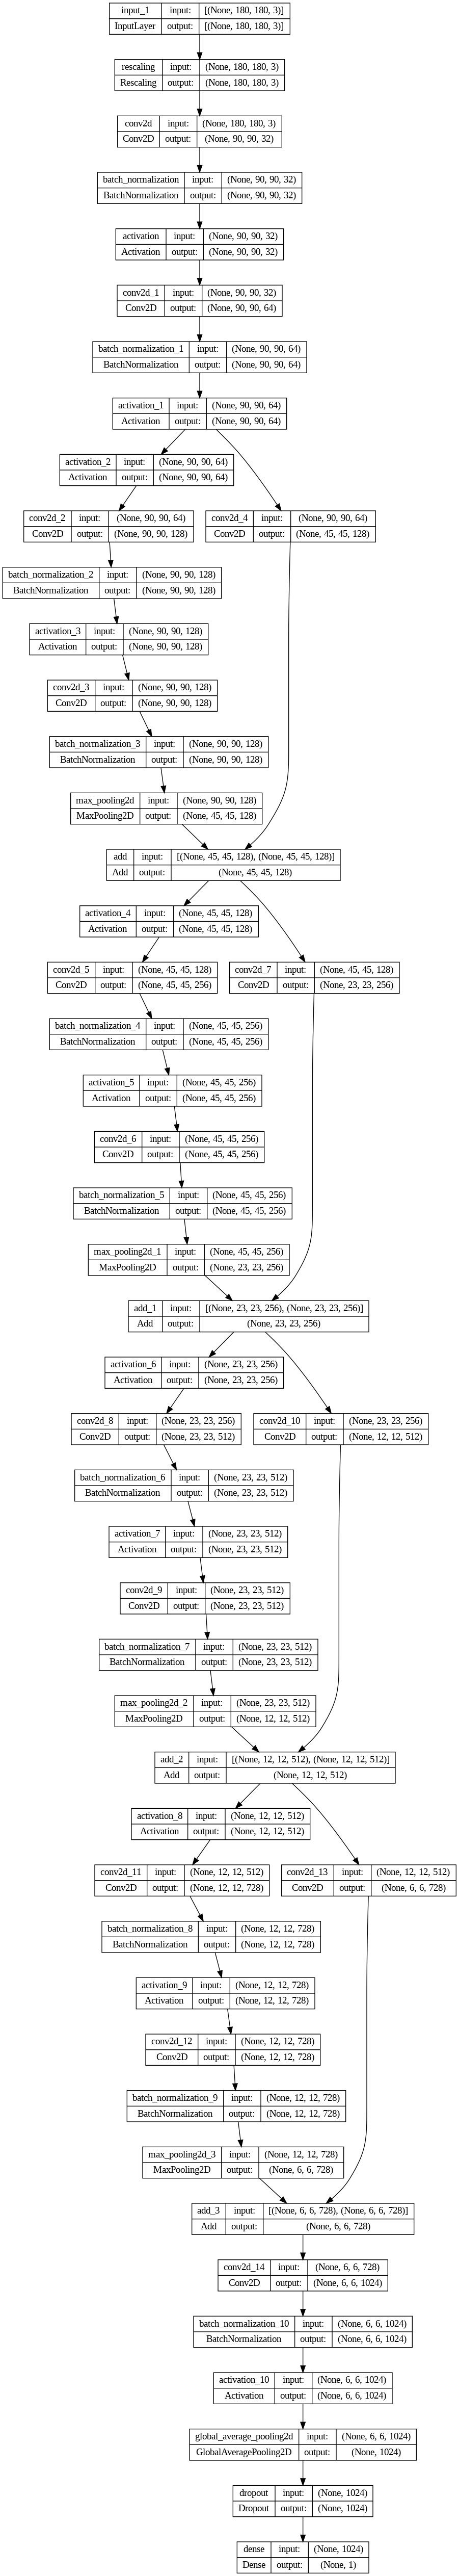 input_1 input: [(None, 180, 180, 3)]
InputLayer output: [(None, 180, 180, 3)]
rescaling input: (None, 180, 180, 3)
Rescaling output: (None, 180, 180, 3)
conv2d input: (None, 180, 180, 3)
Conv2D output: (None, 90, 90, 32)
batch_normalization input: (None, 90, 90, 32)
BatchNormalization output: (None, 90, 90, 32)
activation input: (None, 90, 90, 32)
Activation output: (None, 90, 90, 32)
conv2d_1 input: (None, 90, 90, 32)
Conv2D output: (None, 90, 90, 64)
batch_normalization_1 input: (None, 90, 90, 64)
BatchNormalization output: (None, 90, 90, 64)
activation_1 input: (None, 90, 90, 64)
Activation output: (None, 90, 90, 64)
activation_2 input: (None, 90, 90, 64)
Activation output: (None, 90, 90, 64)
conv2d_2 input: (None, 90, 90, 64)
Conv2D output: (None, 90, 90, 128)
conv2d_4 input: (None, 90, 90, 64)
Conv2D output: (None, 45, 45, 128)
batch_normalization_2 input: (None, 90, 90, 128)
BatchNormalization output: (None, 90, 90, 128)
activation_3 input: (None, 90, 90, 128)
Activation output: (None, 90, 90, 128)
conv2d_3 input: (None, 90, 90, 128)
Conv2D output: (None, 90, 90, 128)
batch_normalization_3 input: (None, 90, 90, 128)
BatchNormalization output: (None, 90, 90, 128)
max_pooling2d input: (None, 90, 90, 128)
MaxPooling2D output: (None, 45, 45, 128)
add input: [(None, 45, 45, 128), (None, 45, 45, 128)]
Add output: (None, 45, 45, 128)
activation_4 input: (None, 45, 45, 128)
Activation output: (None, 45, 45, 128)
conv2d_5 input: (None, 45, 45, 128)
Conv2D output: (None, 45, 45, 256)
conv2d_7 input: (None, 45, 45, 128)
Conv2D output: (None, 23, 23, 256)
batch_normalization_4 input: (None, 45, 45, 256)
BatchNormalization output: (None, 45, 45, 256)
activation_5 input: (None, 45, 45, 256)
Activation output: (None, 45, 45, 256)
conv2d_6 input: (None, 45, 45, 256)
Conv2D output: (None, 45, 45, 256)
batch_normalization_5 input: (None, 45, 45, 256)
BatchNormalization output: (None, 45, 45, 256)
max_pooling2d_1 input: (None, 45, 45, 256)
MaxPooling2D output: (None, 23, 23, 256)
add_1 input: [(None, 23, 23, 256), (None, 23, 23, 256)]
Add output: (None, 23, 23, 256)
activation_6 input: (None, 23, 23, 256)
Activation output: (None, 23, 23, 256)
conv2d_8 input: (None, 23, 23, 256)
Conv2D output: (None, 23, 23, 512)
conv2d_10 input: (None, 23, 23, 256)
Conv2D output: (None, 12, 12, 512)
batch_normalization_6 input: (None, 23, 23, 512)
BatchNormalization output: (None, 23, 23, 512)
activation_7 input: (None, 23, 23, 512)
Activation output: (None, 23, 23, 512)
conv2d_9 input: (None, 23, 23, 512)
Conv2D output: (None, 23, 23, 512)
batch_normalization_7 input: (None, 23, 23, 512)
BatchNormalization output: (None, 23, 23, 512)
max_pooling2d_2 input: (None, 23, 23, 512)
MaxPooling2D output: (None, 12, 12, 512)
add_2 input: [(None, 12, 12, 512), (None, 12, 12, 512)]
Add output: (None, 12, 12, 512)
activation_8 input: (None, 12, 12, 512)
Activation output: (None, 12, 12, 512)
conv2d_11 input: (None, 12, 12, 512)
Conv2D output: (None, 12, 12, 728)
conv2d_13 input: (None, 12, 12, 512)
Conv2D output: (None, 6, 6, 728)
batch_normalization_8 input: (None, 12, 12, 728)
BatchNormalization output: (None, 12, 12, 728)
activation_9 input: (None, 12, 12, 728)
Activation output: (None, 12, 12, 728)
conv2d_12 input: (None, 12, 12, 728)
Conv2D output: (None, 12, 12, 728)
batch_normalization_9 input: (None, 12, 12, 728)
BatchNormalization output: (None, 12, 12, 728)
max_pooling2d_3 input: (None, 12, 12, 728)
MaxPooling2D output: (None, 6, 6, 728)
add_3 input: [(None, 6, 6, 728), (None, 6, 6, 728)]
Add output: (None, 6, 6, 728)
conv2d_14 input: (None, 6, 6, 728)
Conv2D output: (None, 6, 6, 1024)
batch_normalization_10 input: (None, 6, 6, 1024)
BatchNormalization output: (None, 6, 6, 1024)
activation_10 input: (None, 6, 6, 1024)
Activation output: (None, 6, 6, 1024)
global_average_pooling2d input: (None, 6, 6, 1024)
GlobalAveragePooling2D output: (None, 1024)
dropout input: (None, 1024)
Dropout output: (None, 1024)
dense input: (None, 1024)
Dense output: (None, 1)